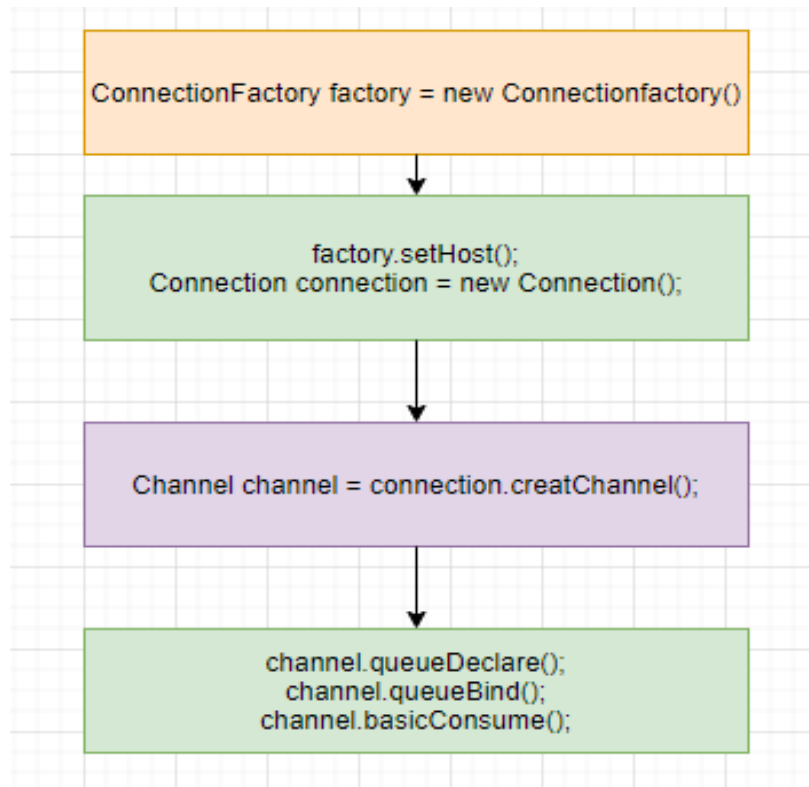 ConnectionFactory factory = new Connectionfactory()
factory.setHost();
Connection connection = new Connection();
Channel channel = connection.creatChannel();
channel.queueDeclare();
channel.queueBind();
channel.basicConsume();